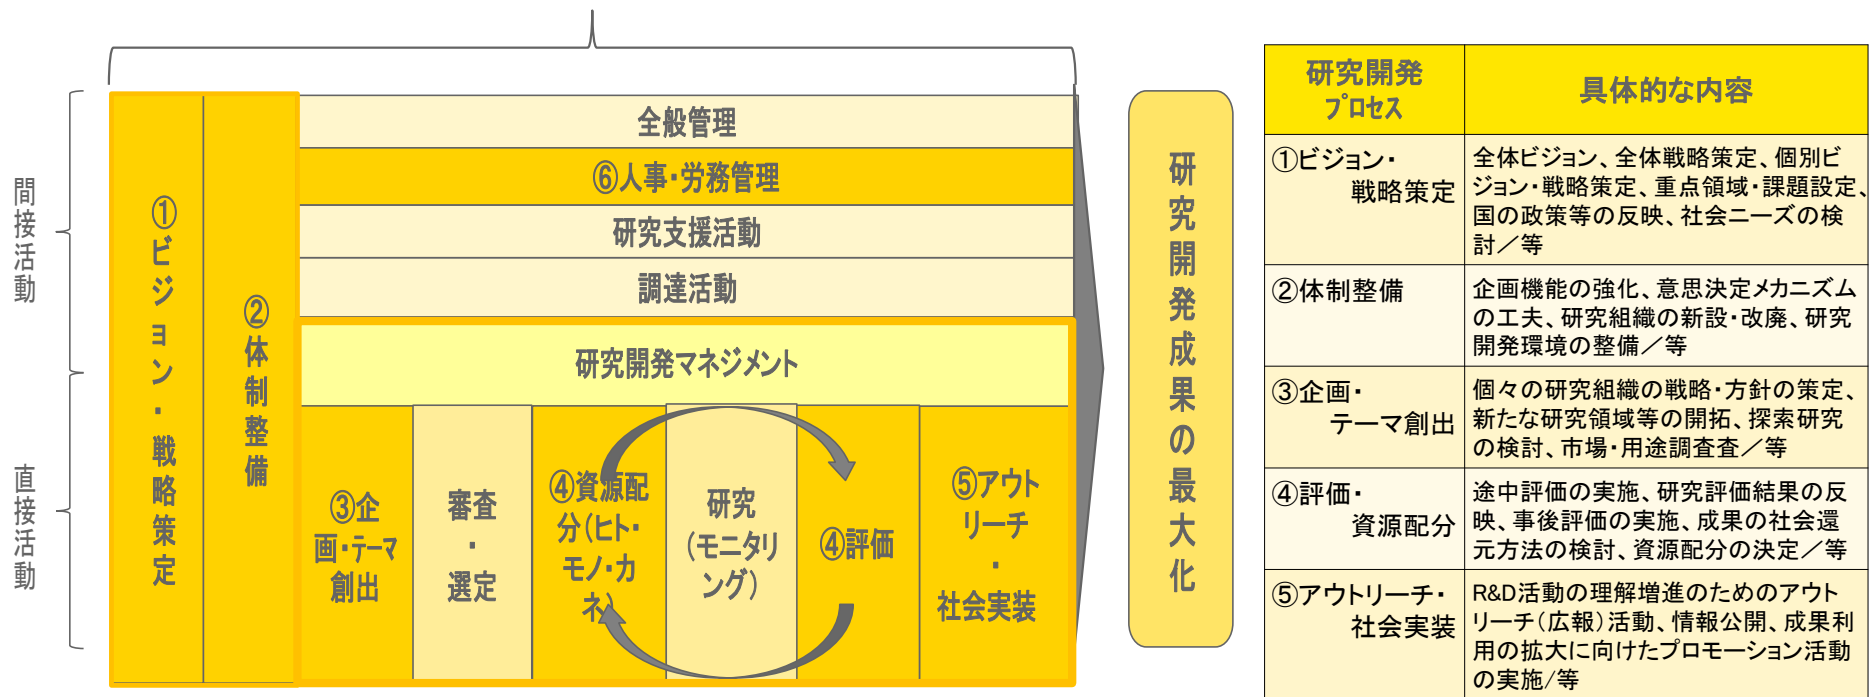 間接活動
直接活動
①ビジョン・戦略策定
②体制整備
全般管理
⑥人事・労務管理
研究支援活動
調達活動
研究開発マネジメント
③企
画・テーマ
創出
審査
・
選定
④資源配
分(ヒト・
モノ・カ
ネ)
研究
(モニタリ
ング)
④評価
⑤アウト
リーチ
・
社会実装
研究開発成果の最大化
研究開発
プロセス
具体的な内容
①ビジョン・
戦略策定
全体ビジョン、全体戦略策定、個別ビ
ジョン・戦略策定、重点領域・課題設定、
国の政策等の反映、社会ニーズの検
討／等
②体制整備
企画機能の強化、意思決定メカニズム
の工夫、研究組織の新設・改廃、研究
開発環境の整備／等
③企画・
テーマ創出
個々の研究組織の戦略・方針の策定、
新たな研究領域等の開拓、探索研究
の検討、市場・用途調査査／等
④評価・
資源配分
途中評価の実施、研究評価結果の反
映、事後評価の実施、成果の社会還
元方法の検討、資源配分の決定／等
⑤アウトリーチ・
社会実装
R&D活動の理解増進のためのアウト
リーチ(広報)活動、情報公開、成果利
用の拡大に向けたプロモーション活動
の実施/等